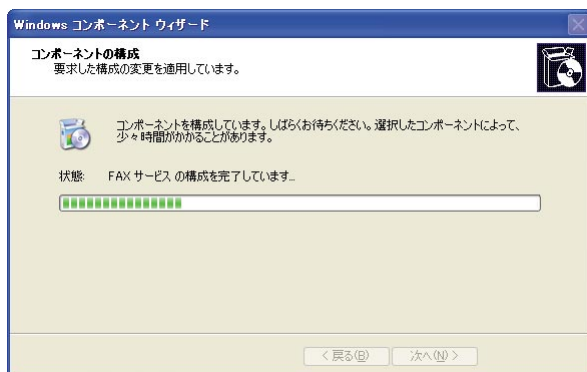 Windows コンポーネント ウィザード
コンポーネントの構成
要求した構成の変更を適用しています。
コンポーネントを構成しています。しばらくお待ちください。選択したコンポーネントによって、
少々時間がかかることがあります。
状態: FAX サービス の構成を完了しています...
< 戻る(B) 次へ(N) >